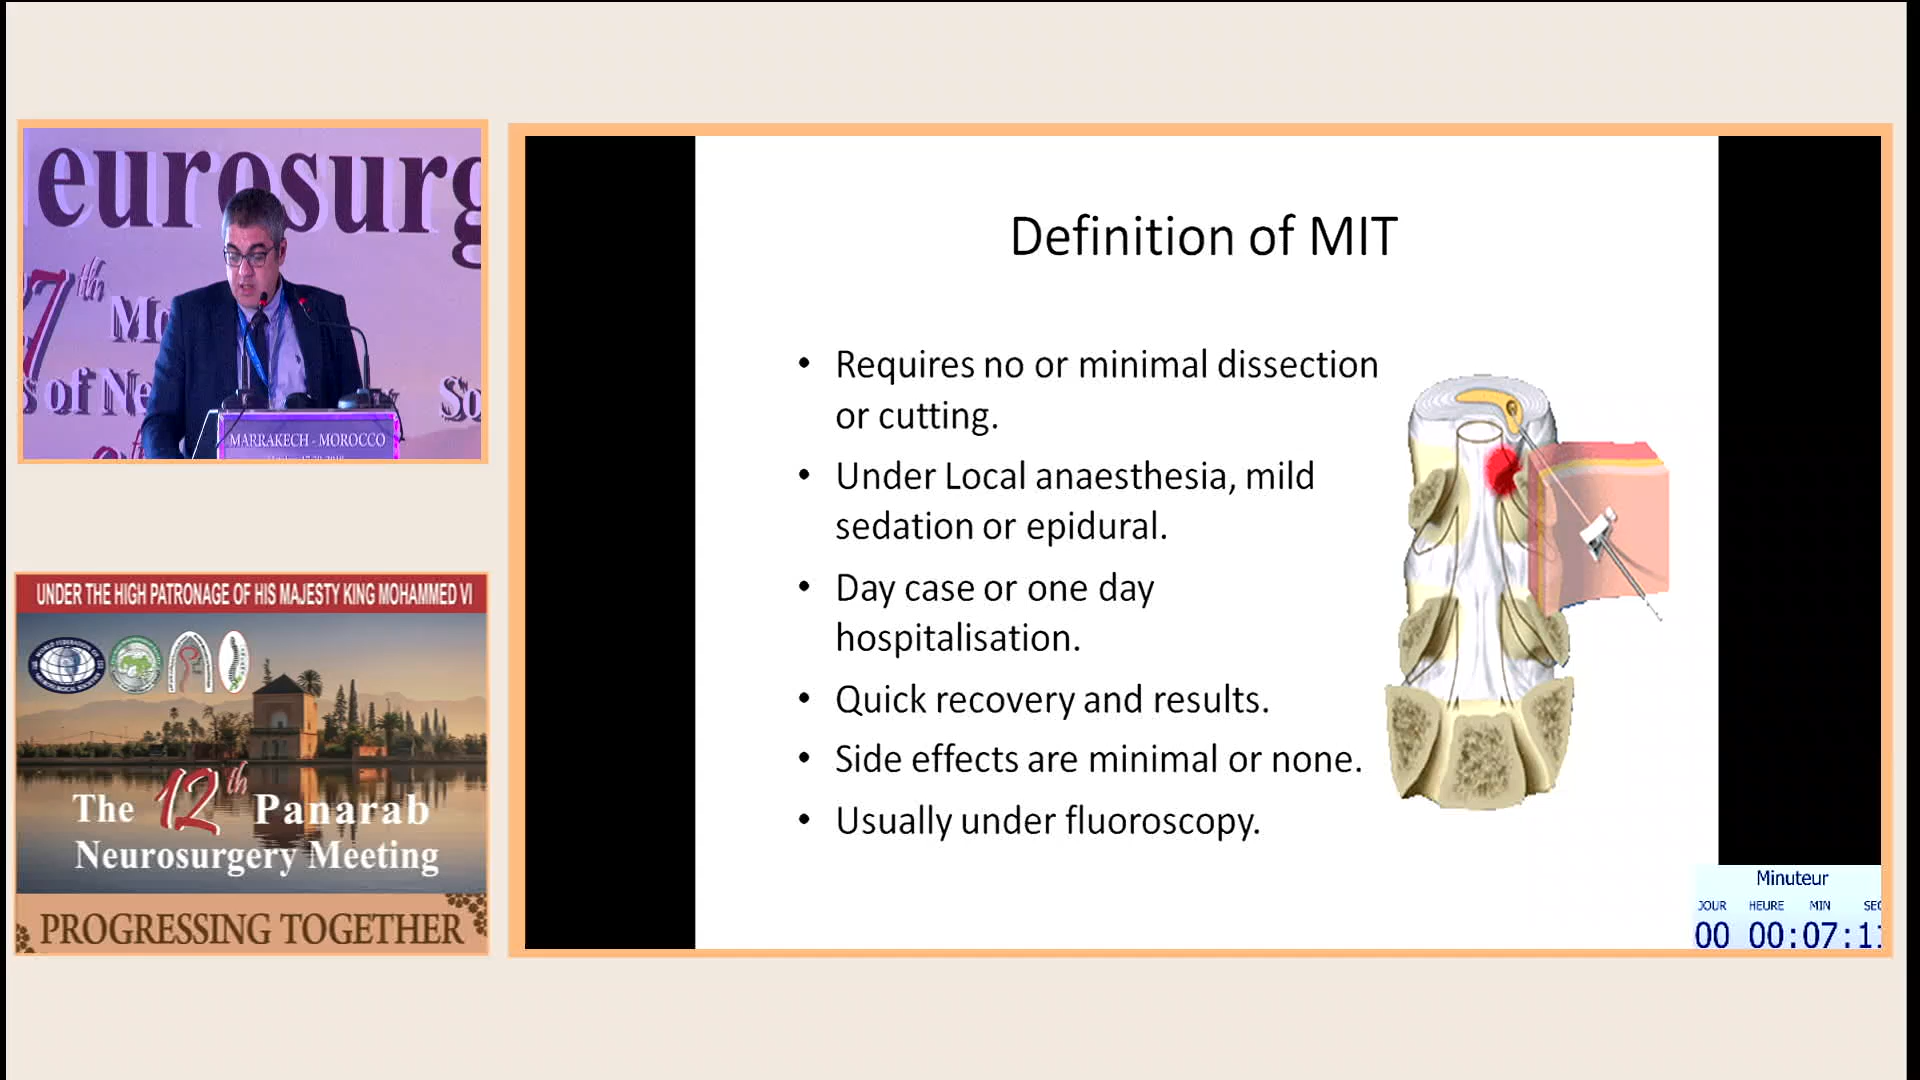 eurosurg
7th Mo
s of Ne
So
MARRAKECH - MOROCCO
UNDER THE HIGH PATRONAGE OF HIS MAJESTY KING MOHAMMED VI
The 12th Panarab
Neurosurgery Meeting
PROGRESSING TOGETHER
Definition of MIT
• Requires no or minimal dissection
or cutting.
• Under Local anaesthesia, mild
sedation or epidural.
• Day case or one day
hospitalisation.
• Quick recovery and results.
• Side effects are minimal or none.
• Usually under fluoroscopy.
Minuteur
JOUR HEURE MIN SEC
00 00:07:1